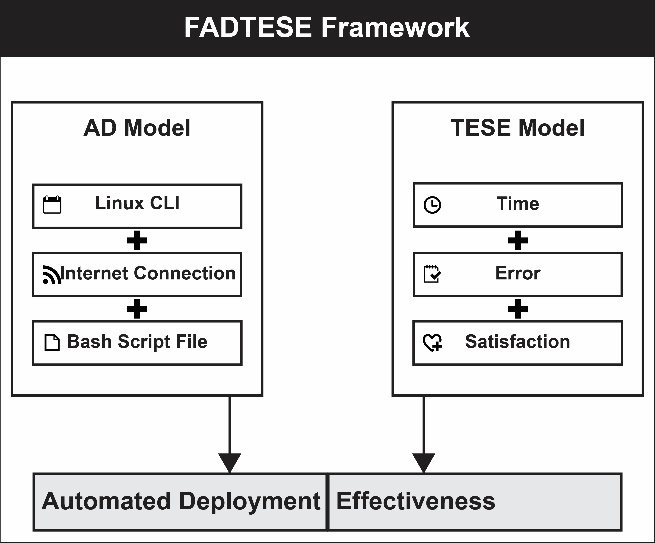 FADTESE Framework
AD Model
Linux CLI
Internet Connection
Bash Script File
TESE Model
Time
Error
Satisfaction
Automated Deployment
Effectiveness